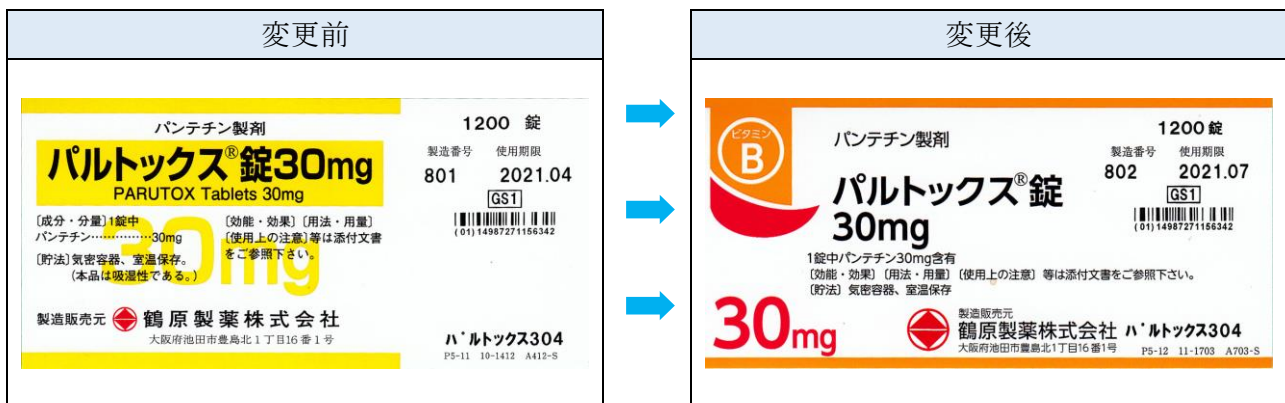 変更前
パンテチン製剤
パルトックス®錠30mg
PARUTOX Tablets 30mg
30mg
〔成分・分量〕1錠中
パンテチン……………30mg
〔貯法〕気密容器、室温保存。
(本品は吸湿性である。)
〔効能・効果〕〔用法・用量〕
〔使用上の注意〕等は添付文書
をご参照下さい。
製造販売元 鶴原製薬株式会社
大阪府池田市豊島北1丁目16番1号
1200 錠
製造番号 使用期限
801 2021.04
GS1
(01)14987271156342
パルトックス304
P5-11 10-1412 A412-S
変更後
ビタミン
B
パンテチン製剤
パルトックス®錠
30mg
1錠中パンテチン30mg含有
〔効能・効果〕〔用法・用量〕〔使用上の注意〕等は添付文書をご参照下さい。
〔貯法〕気密容器、室温保存
30mg
製造販売元
鶴原製薬株式会社
大阪府池田市豊島北1丁目16番1号
1200錠
製造番号 使用期限
802 2021.07
GS1
(01)14987271156342
パルトックス304
P5-12 11-1703 A703-S